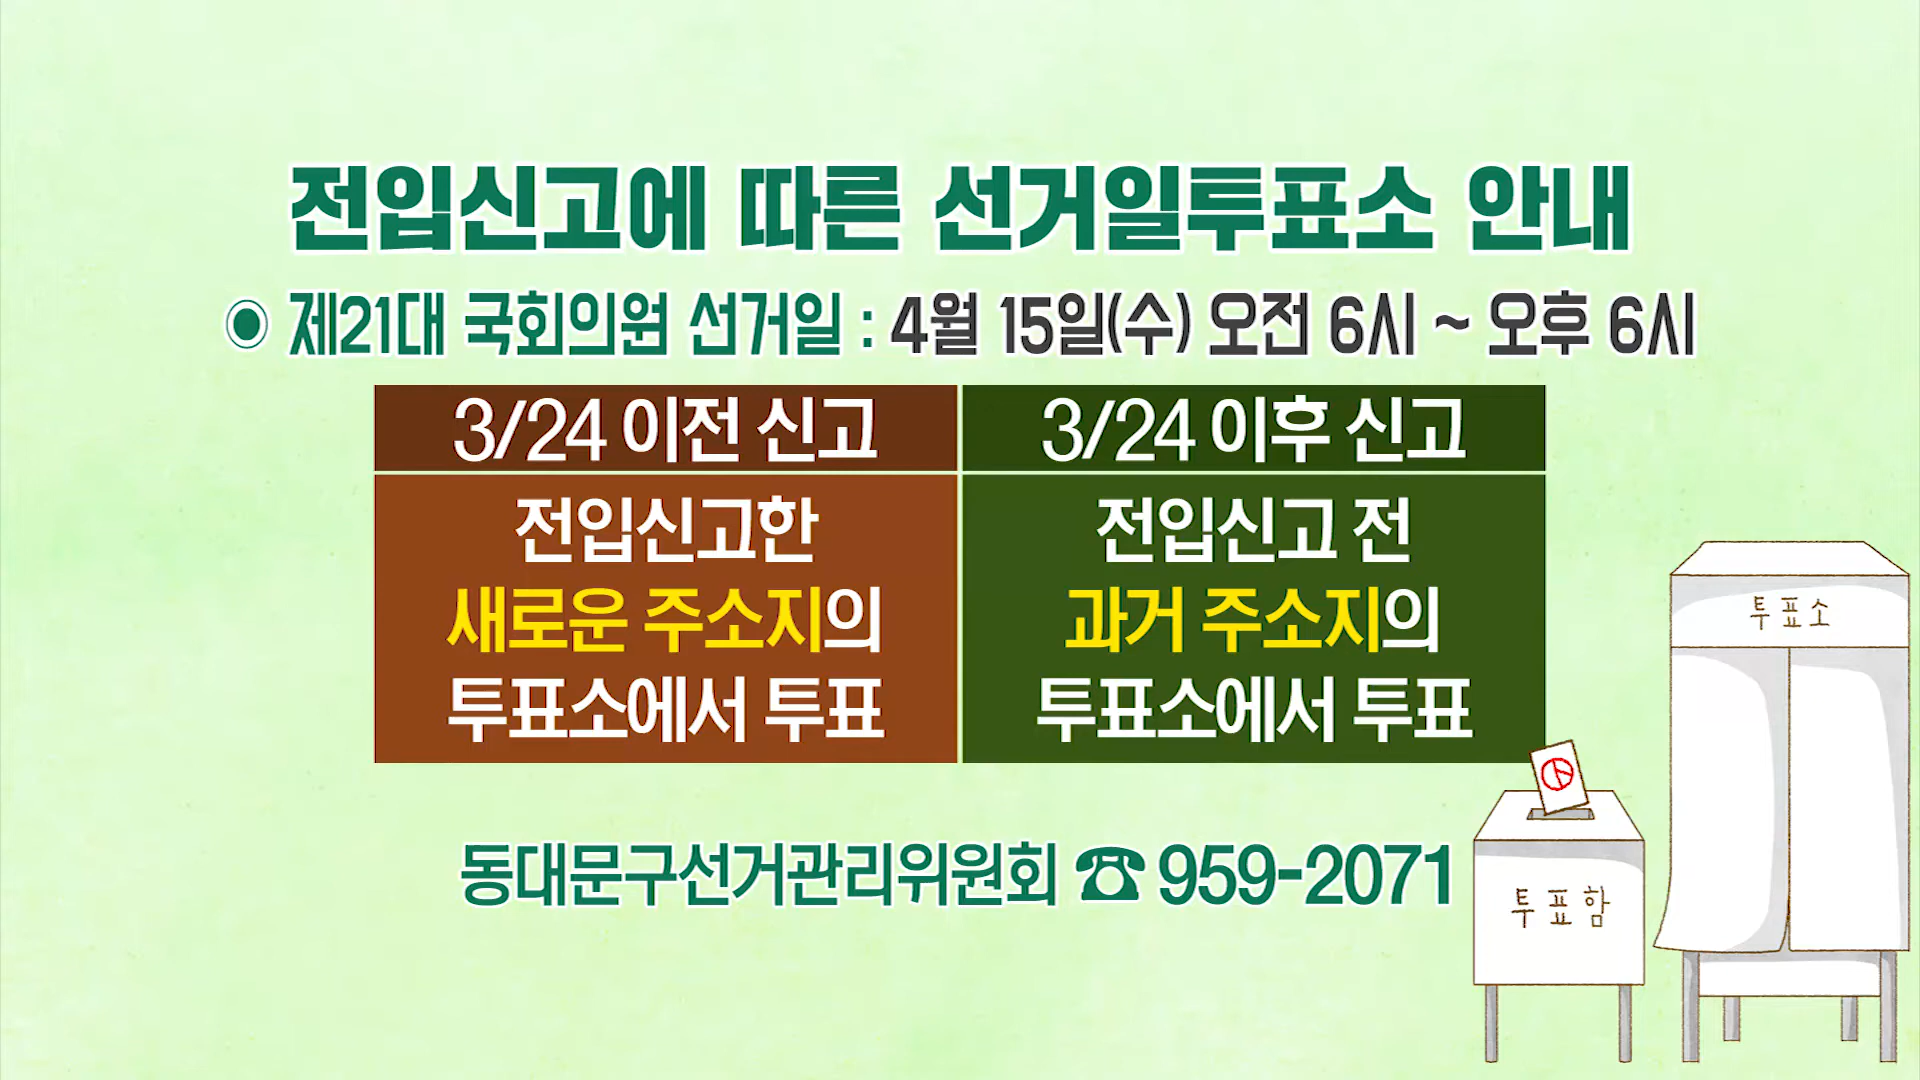 전입신고에 따른 선거일투표소 안내
◉ 제21대 국회의원 선거일 : 4월 15일(수) 오전 6시 ~ 오후 6시
3/24 이전 신고
전입신고한
새로운 주소지의
투표소에서 투표
3/24 이후 신고
전입신고 전
과거 주소지의
투표소에서 투표
투표소
투표함
동대문구선거관리위원회 ☎ 959-2071